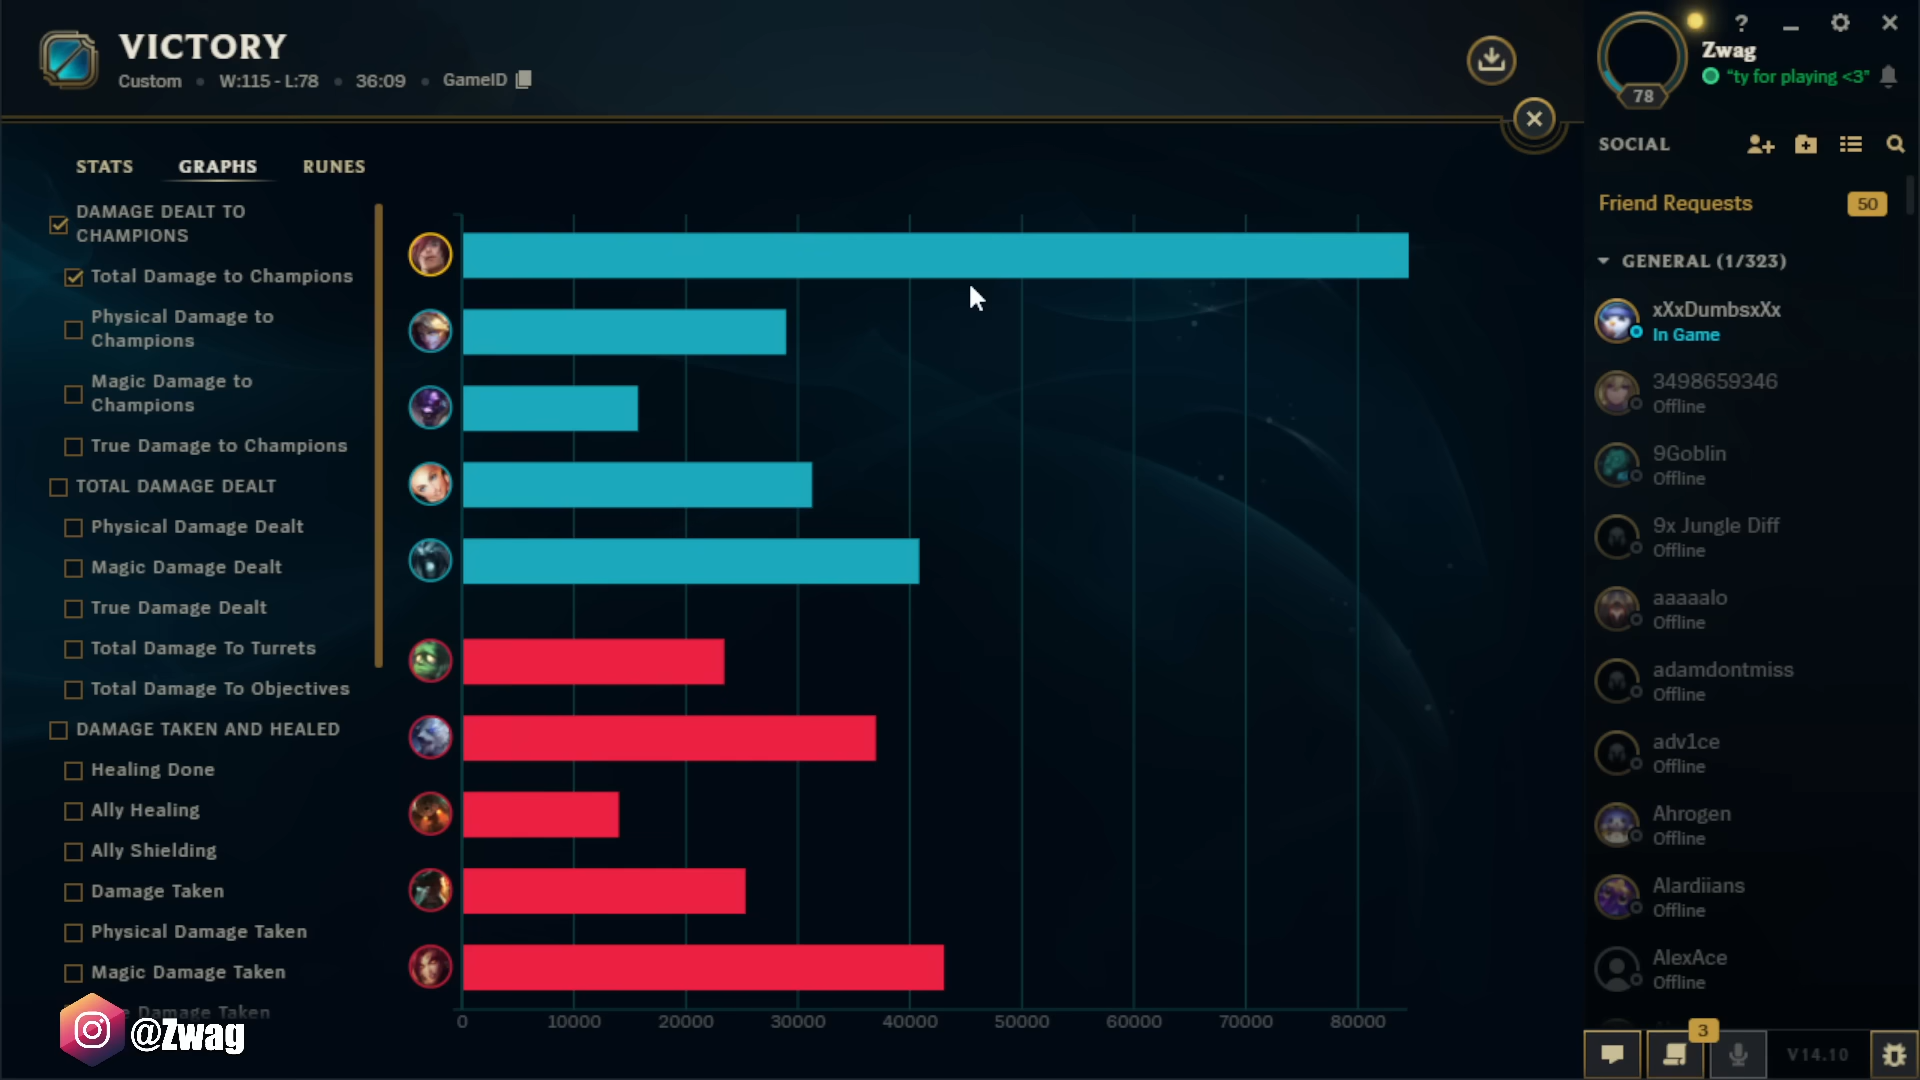 VICTORY
Custom • W:115 - L:78 • 36:09 • GameID
?
Zwag
"ty for playing <3"
78
STATS GRAPHS RUNES
SOCIAL
Friend Requests 50
GENERAL (1/323)
DAMAGE DEALT TO
CHAMPIONS
Total Damage to Champions
Physical Damage to
Champions
Magic Damage to
Champions
True Damage to Champions
TOTAL DAMAGE DEALT
Physical Damage Dealt
Magic Damage Dealt
True Damage Dealt
Total Damage To Turrets
Total Damage To Objectives
DAMAGE TAKEN AND HEALED
Healing Done
Ally Healing
Ally Shielding
Damage Taken
Physical Damage Taken
Magic Damage Taken
Damage Taken
@Zwag
0 10000 20000 30000 40000 50000 60000 70000 80000
xXxDumbsxXx
In Game
3498659346
Offline
9Goblin
Offline
9x Jungle Diff
Offline
aaaaalo
Offline
adamdontmiss
Offline
adv1ce
Offline
Ahrogen
Offline
Alardiians
Offline
AlexAce
Offline
3
V14.10